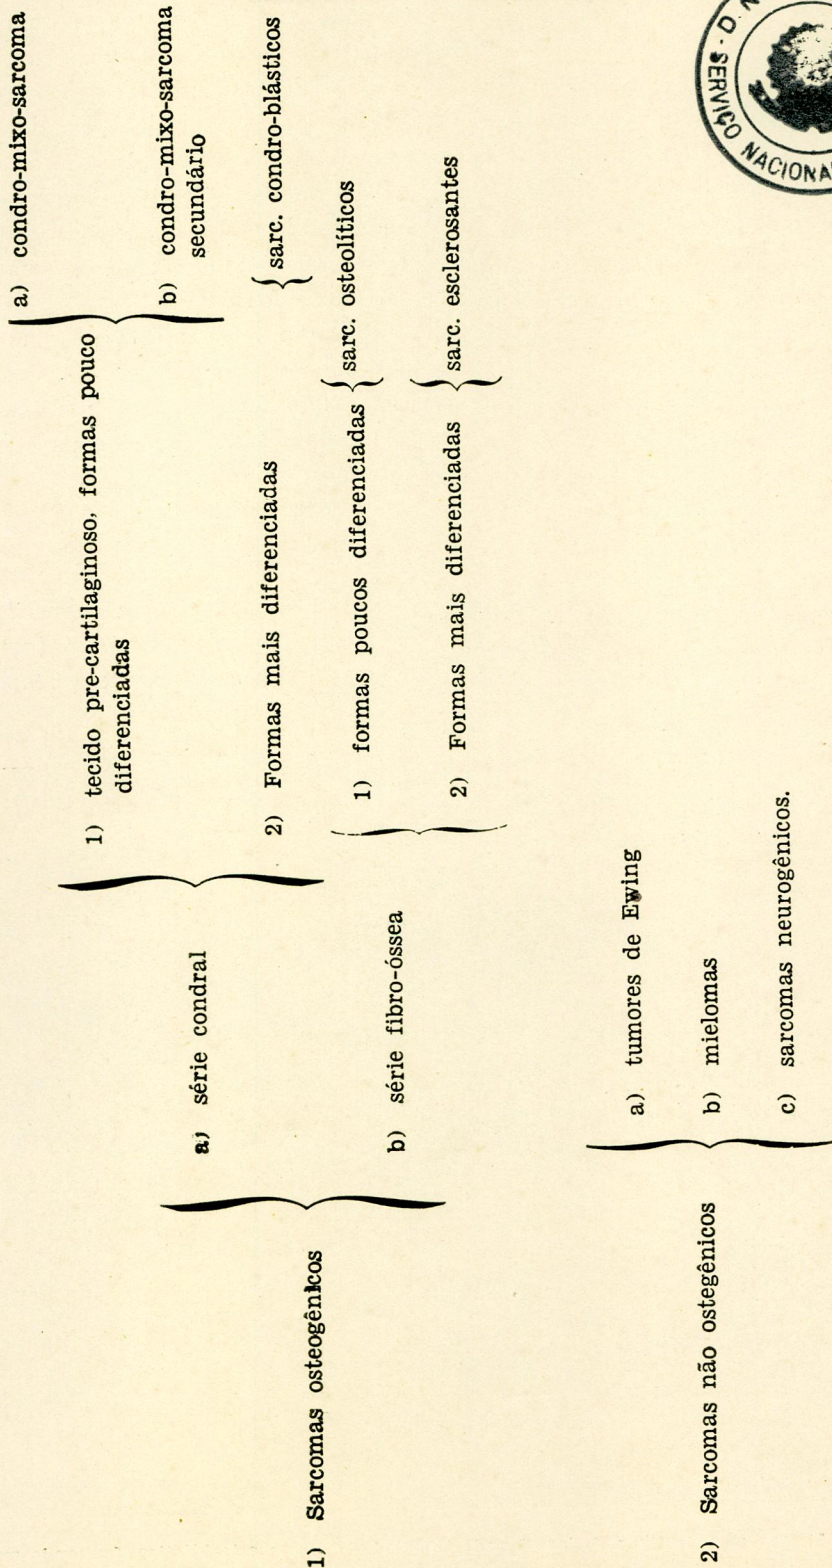 1) Sarcomas osteogênicos
a) série condral
1) tecido pre-cartilaginoso, formas pouco
diferenciadas
a) condro-mixo-sarcoma
b) condro-mixo-sarcoma
secundário
2) Formas mais diferenciadas
sarc. condro-blásticos
b) série fibro-óssea
1) formas poucos diferenciadas
sarc. osteolíticos
2) Formas mais diferenciadas
sarc. esclerosantes
2) Sarcomas não ostegênicos
a) tumores de Ewing
b) mielomas
c) sarcomas neurogênicos.
SERVIÇO